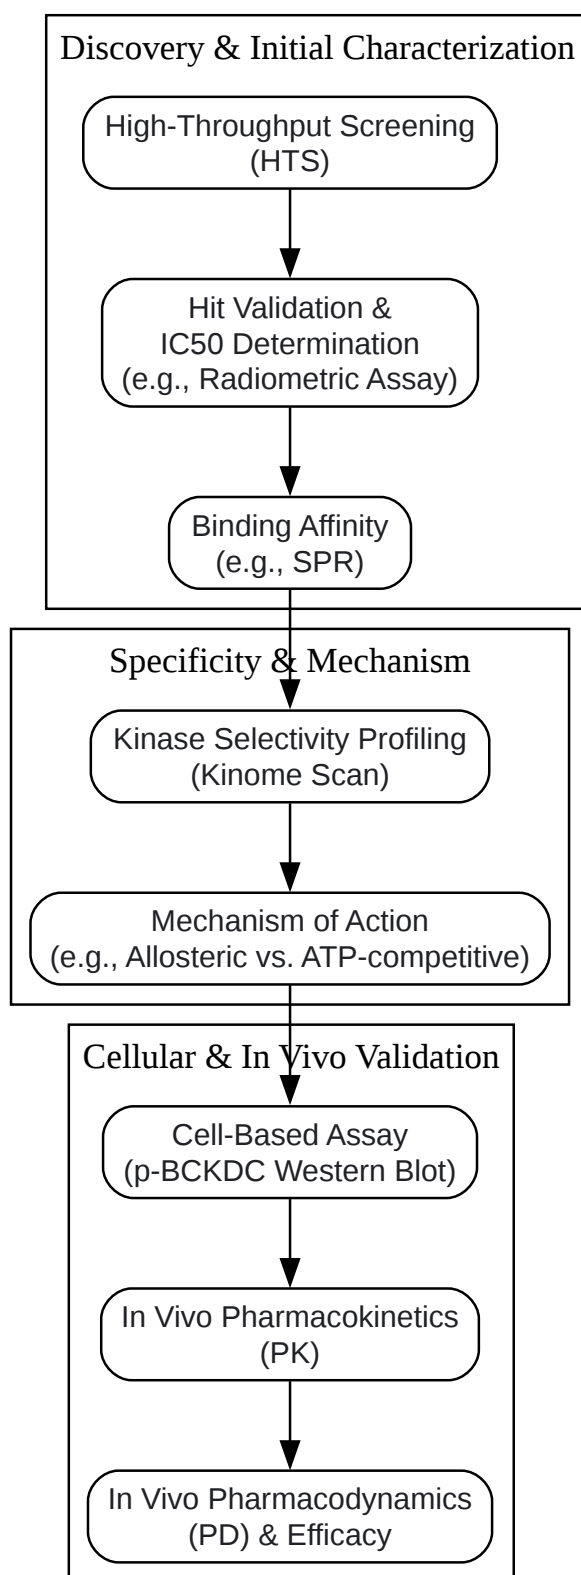 Discovery & Initial Characterization
High-Throughput Screening
(HTS)
Hit Validation &
IC50 Determination
(e.g., Radiometric Assay)
Binding Affinity
(e.g., SPR)
Specificity & Mechanism
Kinase Selectivity Profiling
(Kinome Scan)
Mechanism of Action
(e.g., Allosteric vs. ATP-competitive)
Cellular & In Vivo Validation
Cell-Based Assay
(p-BCKDC Western Blot)
In Vivo Pharmacokinetics
(PK)
In Vivo Pharmacodynamics
(PD) & Efficacy